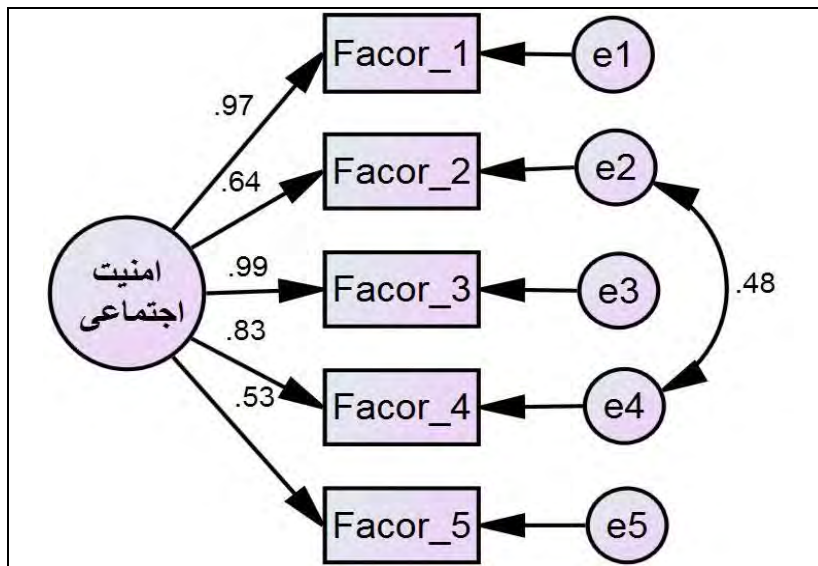 Facor_1
e1
.97
Facor_2
e2
.64
امنیت
اجتماعی
.99
Facor_3
e3
.48
.83
Facor_4
e4
.53
Facor_5
e5